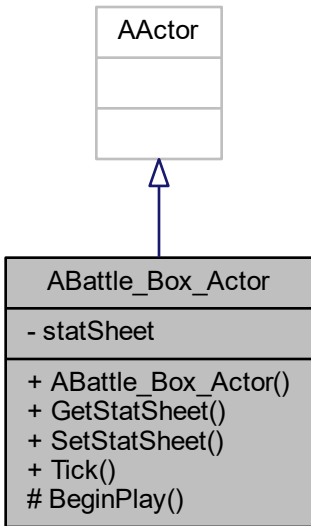 AActor
ABattle_Box_Actor
- statSheet
+ ABattle_Box_Actor()
+ GetStatSheet()
+ SetStatSheet()
+ Tick()
# BeginPlay()